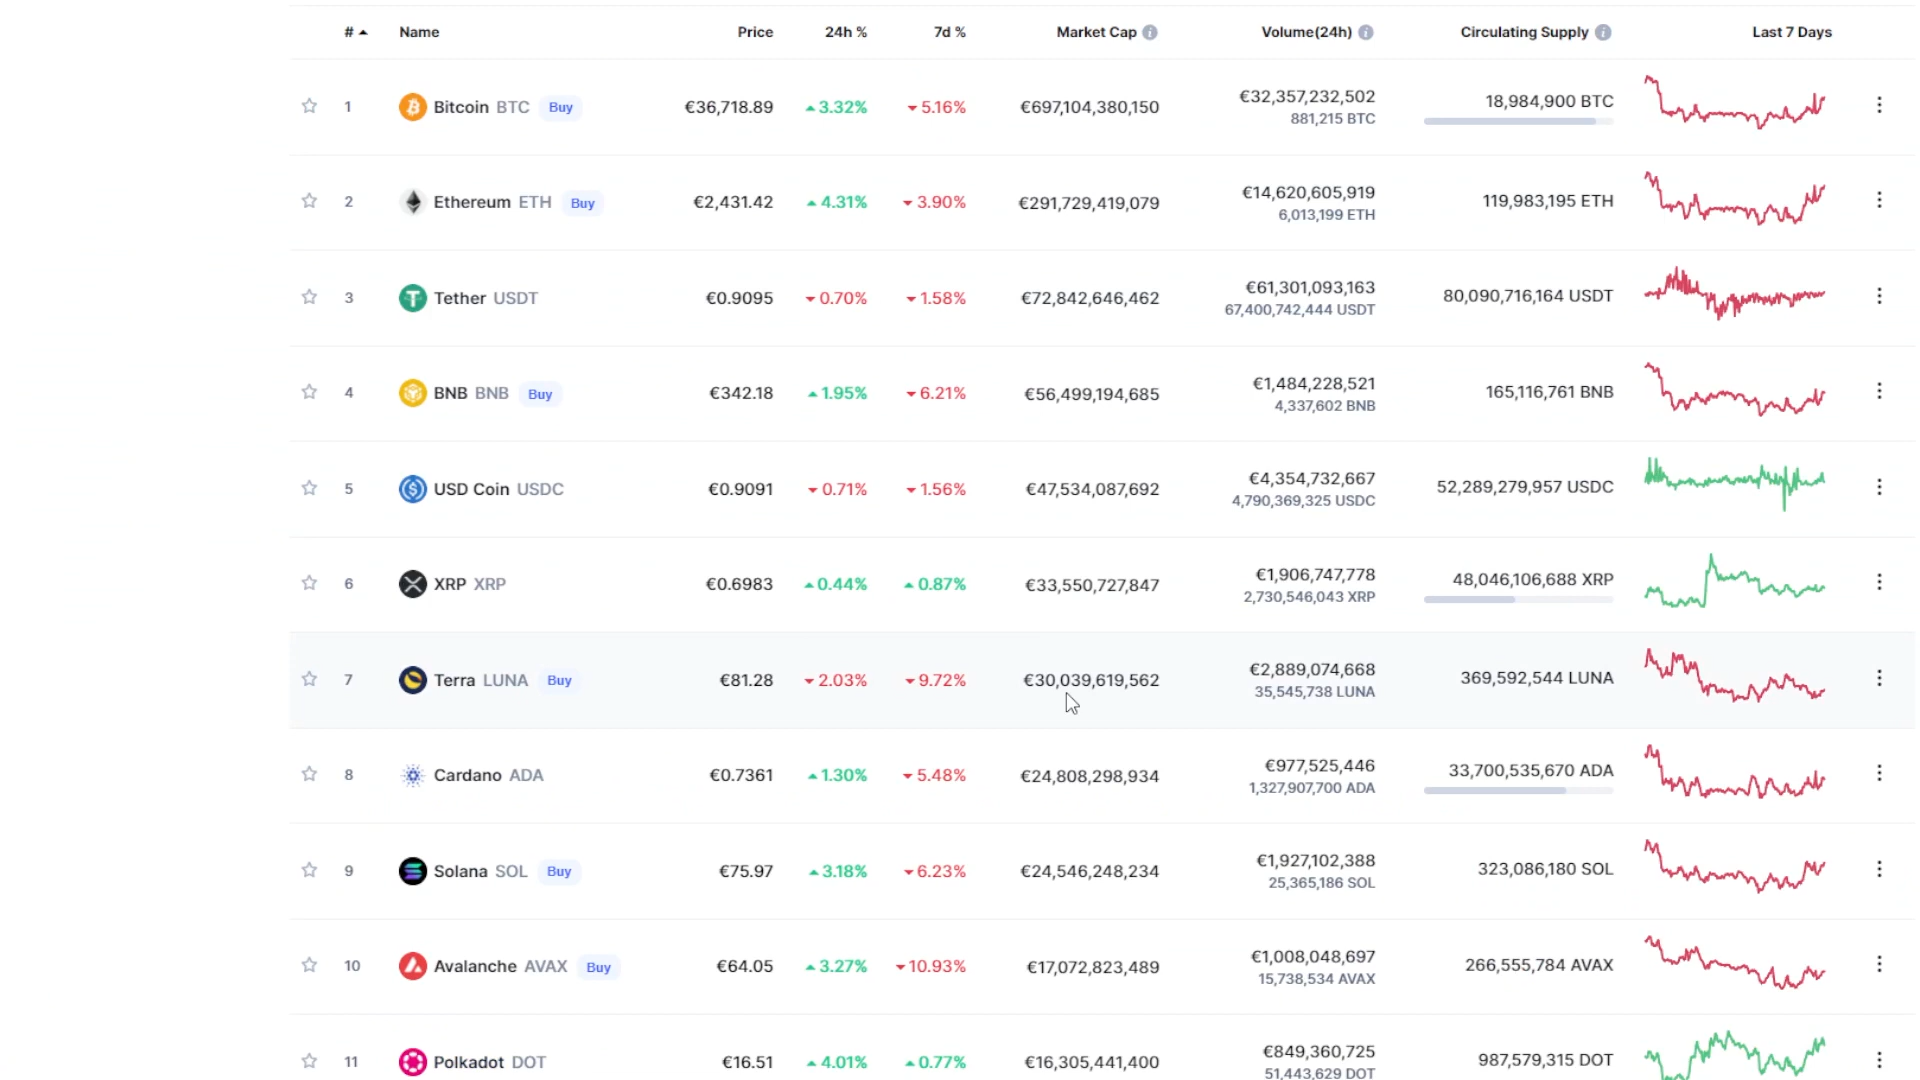 # Name Price 24h % 7d % Market Cap Volume(24h) Circulating Supply Last 7 Days
1 Bitcoin BTC Buy €36,718.89 3.32% 5.16% €697,104,380,150 €32,357,232,502 18,984,900 BTC
881,215 BTC
2 Ethereum ETH Buy €2,431.42 4.31% 3.90% €291,729,419,079 €14,620,605,919 119,983,195 ETH
6,013,199 ETH
3 Tether USDT €0.9095 0.70% 1.58% €72,842,646,462 €61,301,093,163 80,090,716,164 USDT
67,400,742,444 USDT
4 BNB BNB Buy €342.18 1.95% 6.21% €56,499,194,685 €1,484,228,521 165,116,761 BNB
4,337,602 BNB
5 USD Coin USDC €0.9091 0.71% 1.56% €47,534,087,692 €4,354,732,667 52,289,279,957 USDC
4,790,369,325 USDC
6 XRP XRP €0.6983 0.44% 0.87% €33,550,727,847 €1,906,747,778 48,046,106,688 XRP
2,730,546,043 XRP
7 Terra LUNA Buy €81.28 2.03% 9.72% €30,039,619,562 €2,889,074,668 369,592,544 LUNA
35,545,738 LUNA
8 Cardano ADA €0.7361 1.30% 5.48% €24,808,298,934 €977,525,446 33,700,535,670 ADA
1,327,907,700 ADA
9 Solana SOL Buy €75.97 3.18% 6.23% €24,546,248,234 €1,927,102,388 323,086,180 SOL
25,365,186 SOL
10 Avalanche AVAX Buy €64.05 3.27% 10.93% €17,072,823,489 €1,008,048,697 266,555,784 AVAX
15,738,534 AVAX
11 Polkadot DOT €16.51 4.01% 0.77% €16,305,441,400 €849,360,725 987,579,315 DOT
51,443,629 DOT